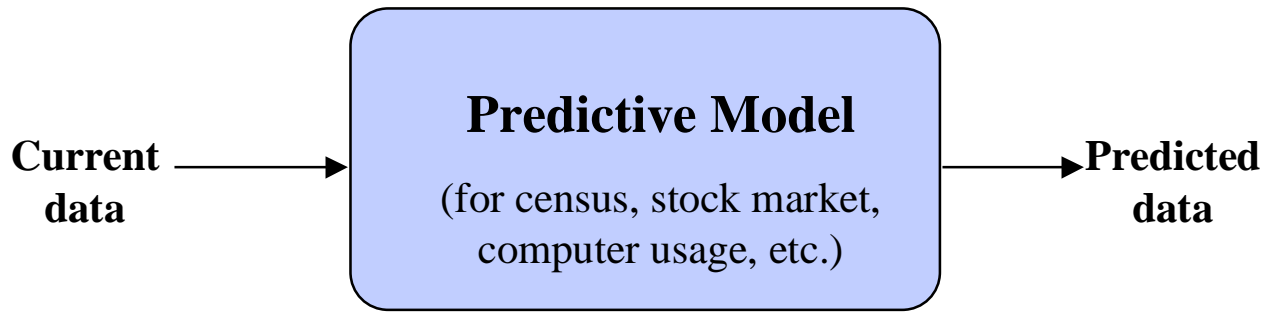 Current
data
Predictive Model
(for census, stock market,
computer usage, etc.)
Predicted
data